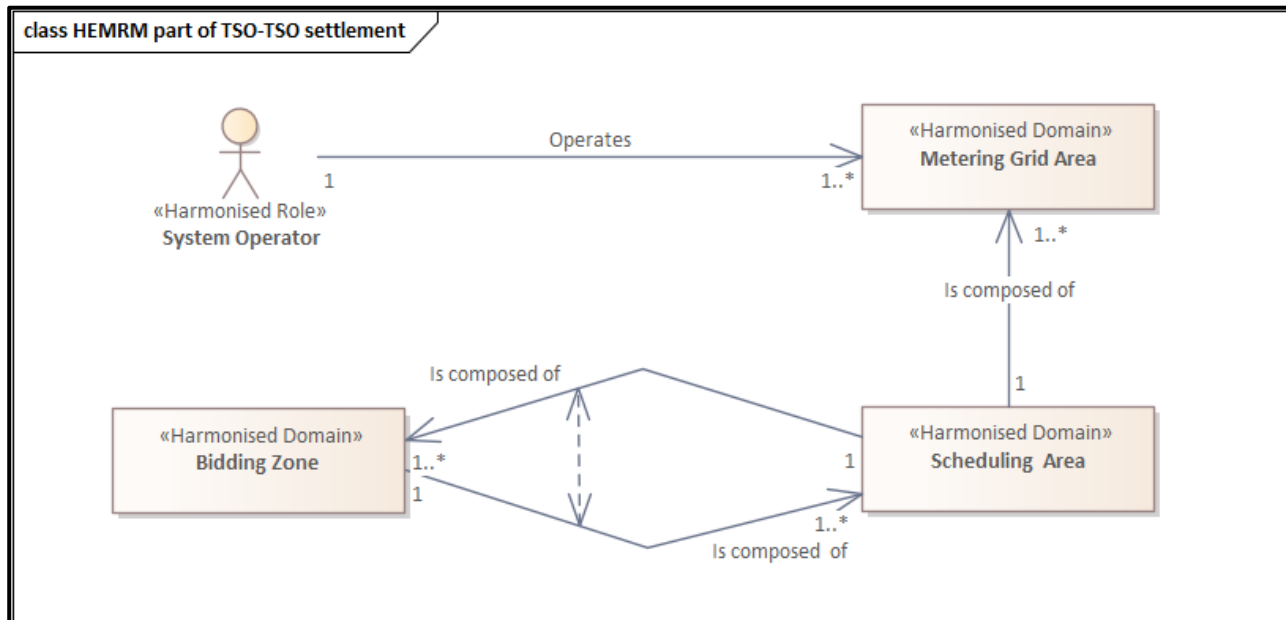 class HEMRM part of TSO-TSO settlement
Operates
1
1..*
«Harmonised Role»
System Operator
«Harmonised Domain»
Metering Grid Area
1..*
Is composed of
1
Is composed of
«Harmonised Domain»
Bidding Zone
1..*
1
«Harmonised Domain»
Scheduling  Area
1
1..*
Is composed  of